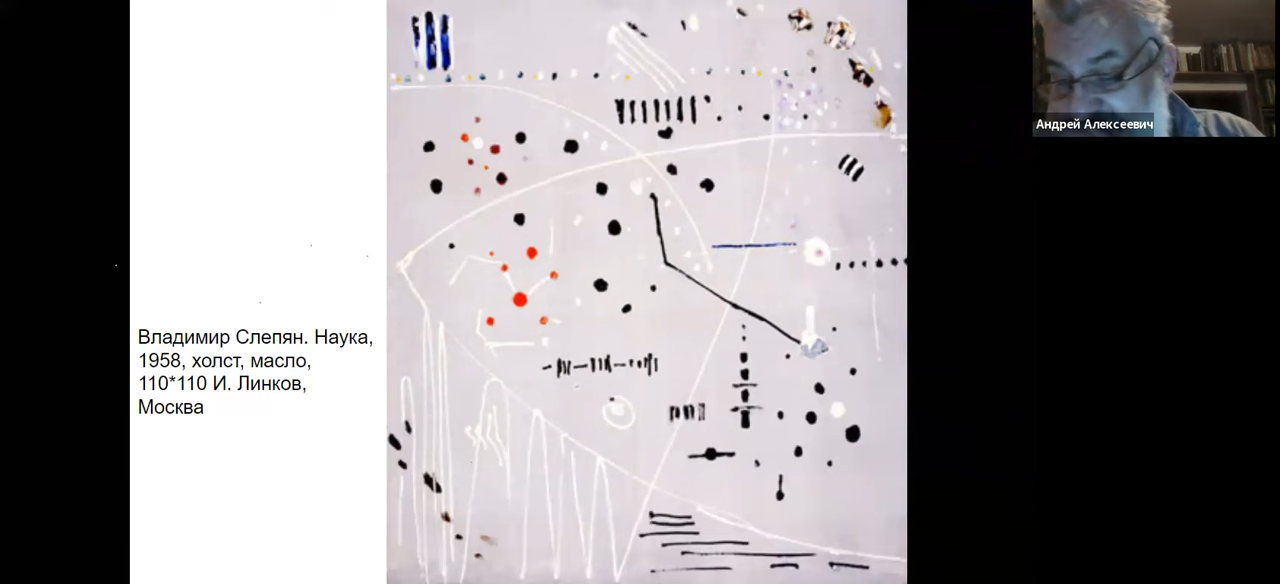 Владимир Слепян. Наука,
1958, холст, масло,
110*110 И. Линков,
Москва
Андрей Алексеевич